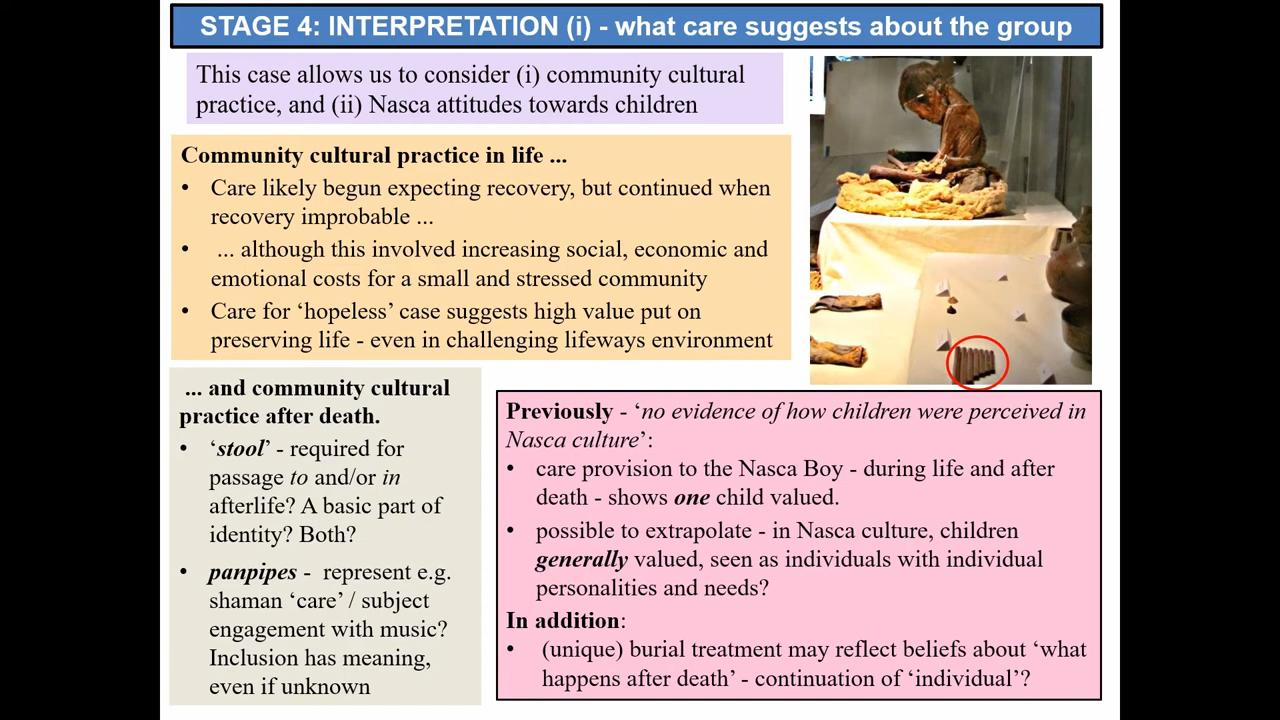 STAGE 4: INTERPRETATION (i) - what care suggests about the group
This case allows us to consider (i) community cultural
practice, and (ii) Nasca attitudes towards children
Community cultural practice in life ...
• Care likely begun expecting recovery, but continued when
recovery improbable ...
• ... although this involved increasing social, economic and
emotional costs for a small and stressed community
• Care for ‘hopeless’ case suggests high value put on
preserving life - even in challenging lifeways environment
... and community cultural
practice after death.
• ‘stool’ - required for
passage to and/or in
afterlife? A basic part of
identity? Both?
• panpipes - represent e.g.
shaman ‘care’ / subject
engagement with music?
Inclusion has meaning,
even if unknown
Previously - ‘no evidence of how children were perceived in
Nasca culture’:
• care provision to the Nasca Boy - during life and after
death - shows one child valued.
• possible to extrapolate - in Nasca culture, children
generally valued, seen as individuals with individual
personalities and needs?
In addition:
• (unique) burial treatment may reflect beliefs about ‘what
happens after death’ - continuation of ‘individual’?